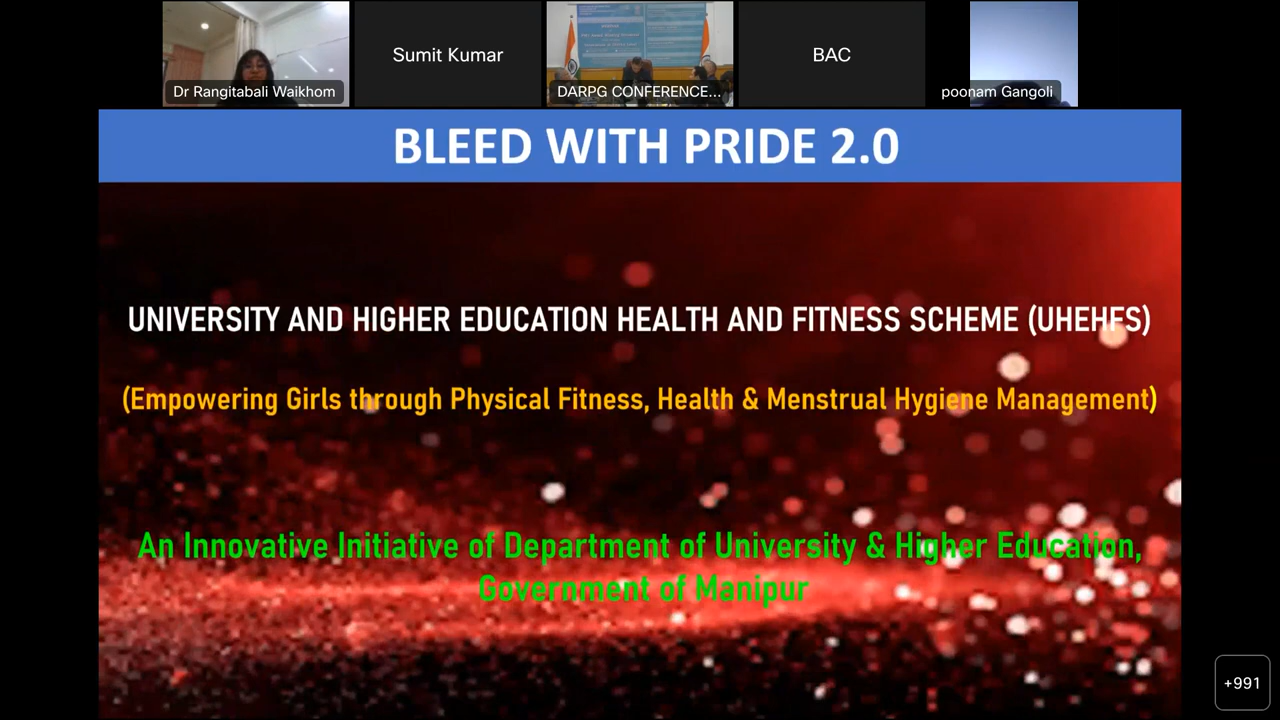 Dr Rangitabali Waikhom
Sumit Kumar
DARPG CONFERENCE...
BAC
poonam Gangoli
BLEED WITH PRIDE 2.0
UNIVERSITY AND HIGHER EDUCATION HEALTH AND FITNESS SCHEME (UHEHFS)
(Empowering Girls through Physical Fitness, Health & Menstrual Hygiene Management)
An Innovative Initiative of Department of University & Higher Education,
Government of Manipur
+991